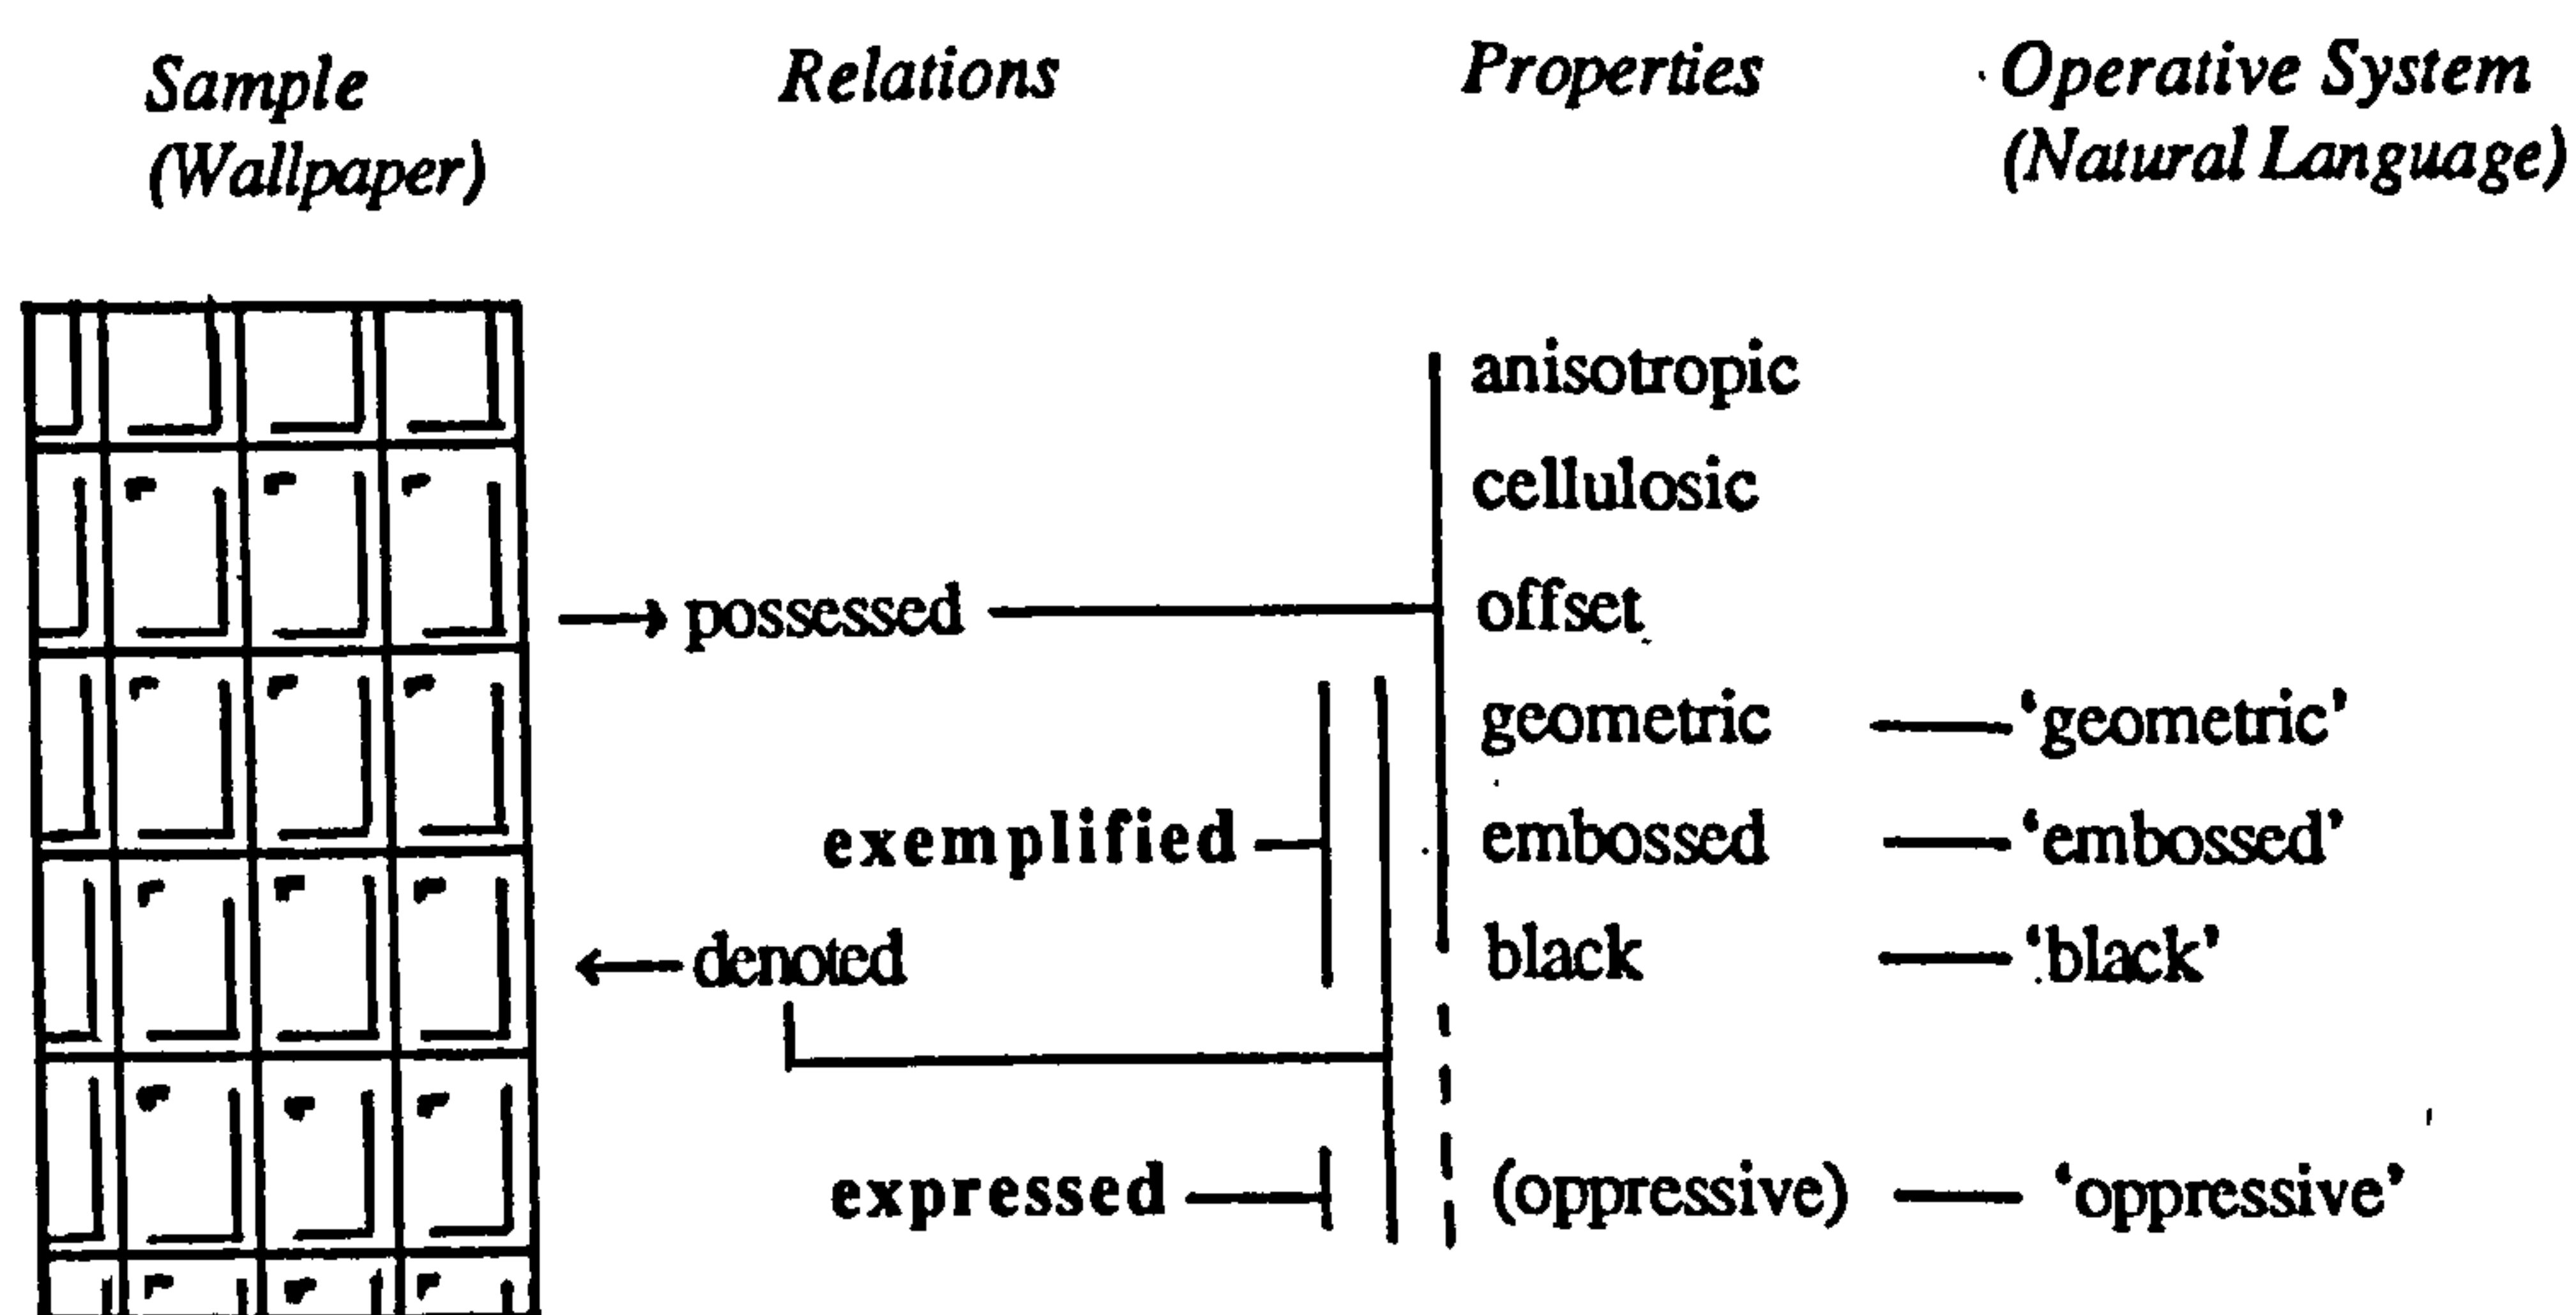 Sample Relations Properties Operative System
(Wallpaper) (Natural Language)
anisotropic
cellulosic
possessed offset
geometric ‘geometric’
exemplified embossed ‘embossed’
denoted black ‘black’
expressed (oppressive) ‘oppressive’